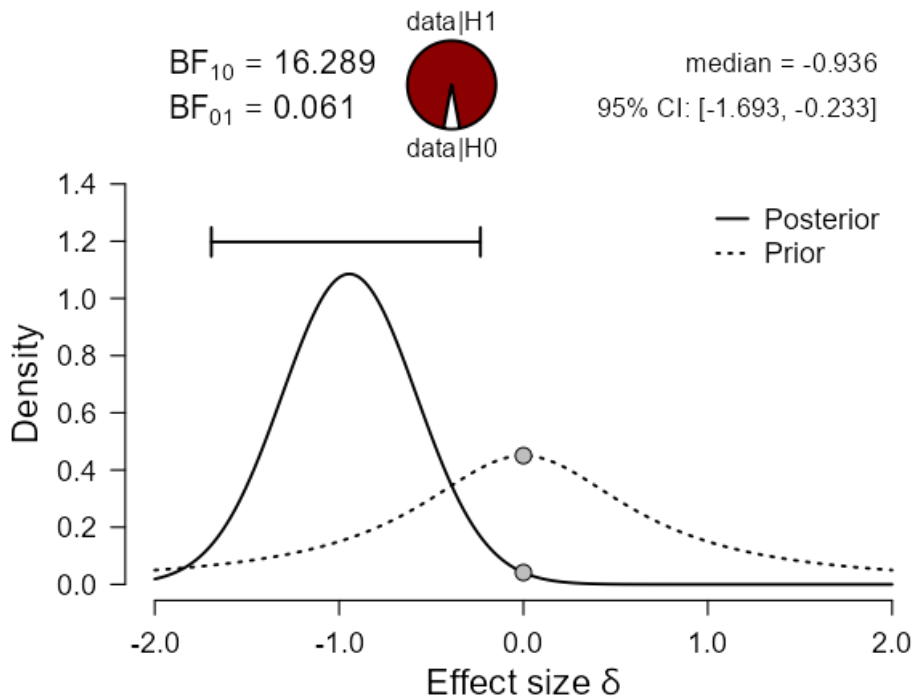 data|H1
BF₁₀ = 16.289
BF₀₁ = 0.061
median = -0.936
95% CI: [-1.693, -0.233]
data|H0
Posterior
Prior
Density
1.4
1.2
1.0
0.8
0.6
0.4
0.2
0.0
-2.0 -1.0 0.0 1.0 2.0
Effect size δ